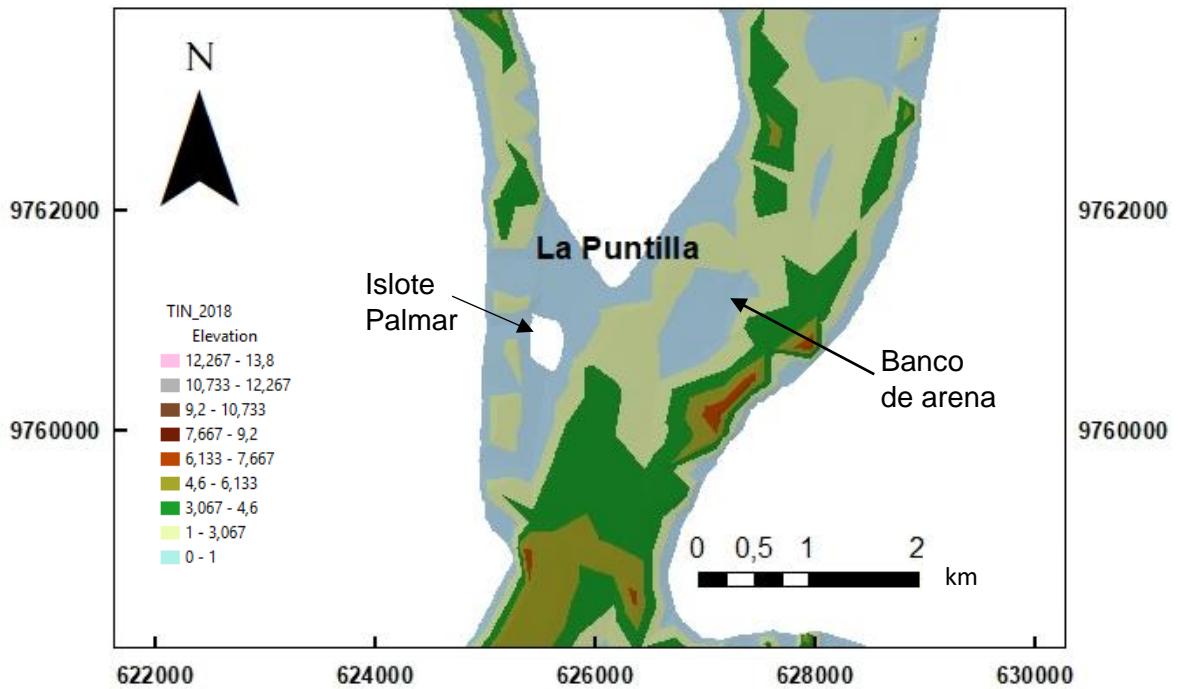 N
9762000
9762000
La Puntilla
Islote
Palmar
TIN_2018
Elevation
12,267 - 13,8
10,733 - 12,267
9,2 - 10,733
7,667 - 9,2
6,133 - 7,667
4,6 - 6,133
3,067 - 4,6
1 - 3,067
0 - 1
Banco
de arena
9760000
9760000
0 0,5 1 2
km
622000 624000 626000 628000 630000